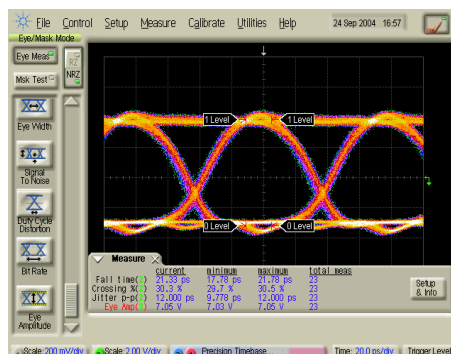 File Control Setup Measure Calibrate Utilities Help 24 Sep 2004 16:57
Eye/Mask Mode
Eye Meas
RZ
NRZ
Msk Test
Eye Width
Signal
To Noise
Duty Cycle
Distortion
Bit Rate
Eye
Amplitude
1 Level 1 Level
0 Level 0 Level
Measure
current minimum maximum total meas
Fall time(2) 21.33 ps 17.78 ps 21.78 ps 23
Crossing %(2) 30.3 % 29.7 % 30.5 % 23
Jitter p-p(2) 12.000 ps 9.778 ps 12.000 ps 23
Eye Amp(2) 7.05 V 7.03 V 7.05 V 23
Setup
& Info
Scale: 200 mV/div Scale: 2.00 V/div Precision Timebase... Time: 20.0 ps/div Trigger Level